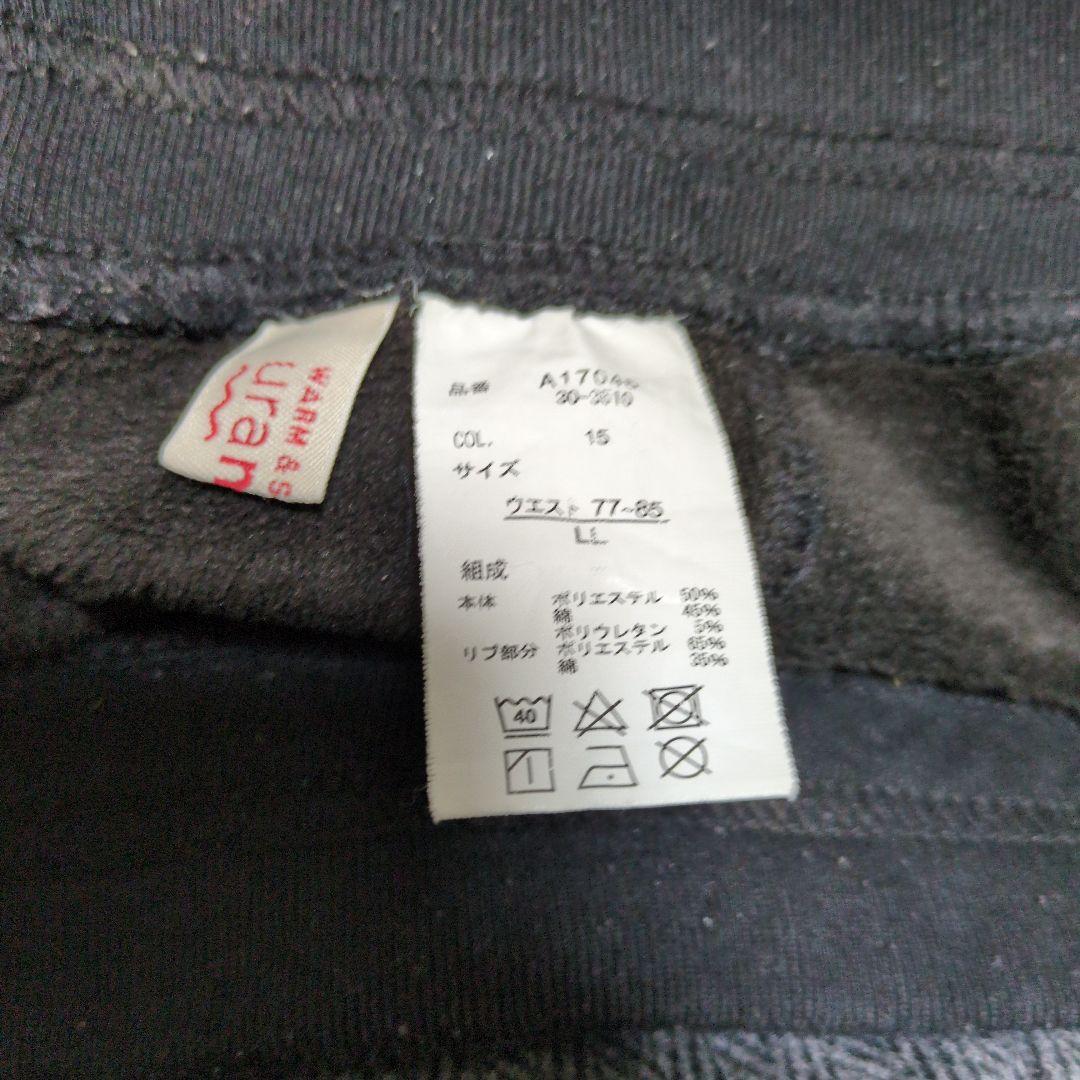 WARM & S
uran
品番 A17046
30-3810
COL. 15
サイズ
ウエスト 77~85
LL
組成
本体 ポリエステル 50%
綿 45%
ポリウレタン 5%
リブ部分 ポリエステル 65%
綿 35%
40